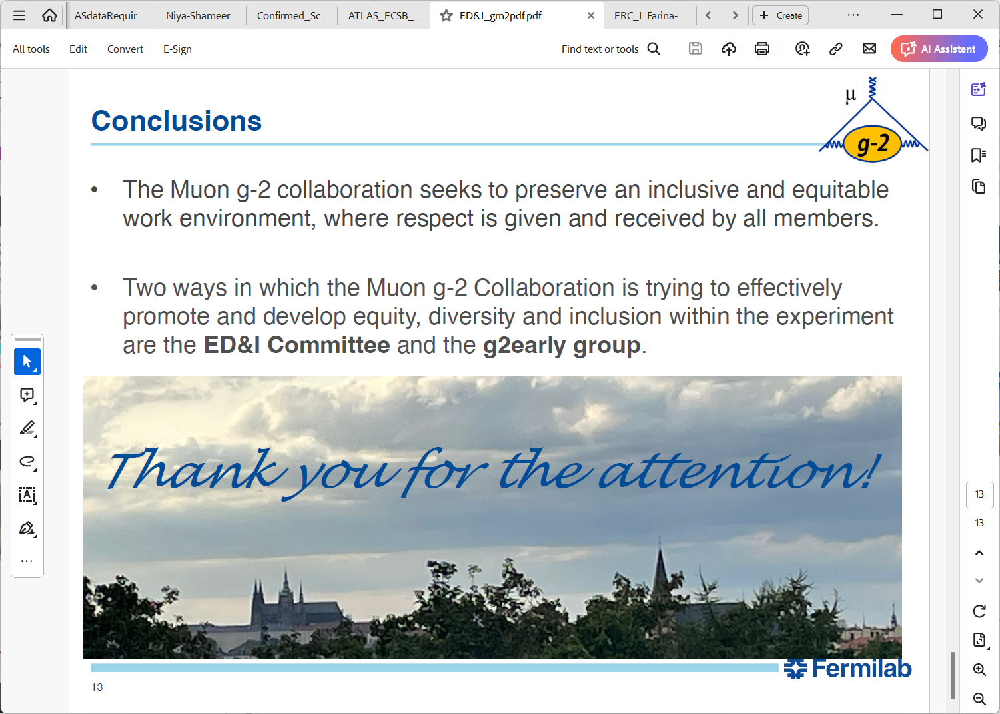 ASdataRequir...
Niya-Shameer...
Confirmed_Sc...
ATLAS_ECSB_...
ED&I_gm2pdf.pdf
ERC_L.Farina-...
Create
All tools
Edit
Convert
E-Sign
Find text or tools
AI Assistant
μ
g-2
Conclusions
• The Muon g-2 collaboration seeks to preserve an inclusive and equitable
work environment, where respect is given and received by all members.
• Two ways in which the Muon g-2 Collaboration is trying to effectively
promote and develop equity, diversity and inclusion within the experiment
are the ED&I Committee and the g2early group.
Thank you for the attention!
Fermilab
13
13
13